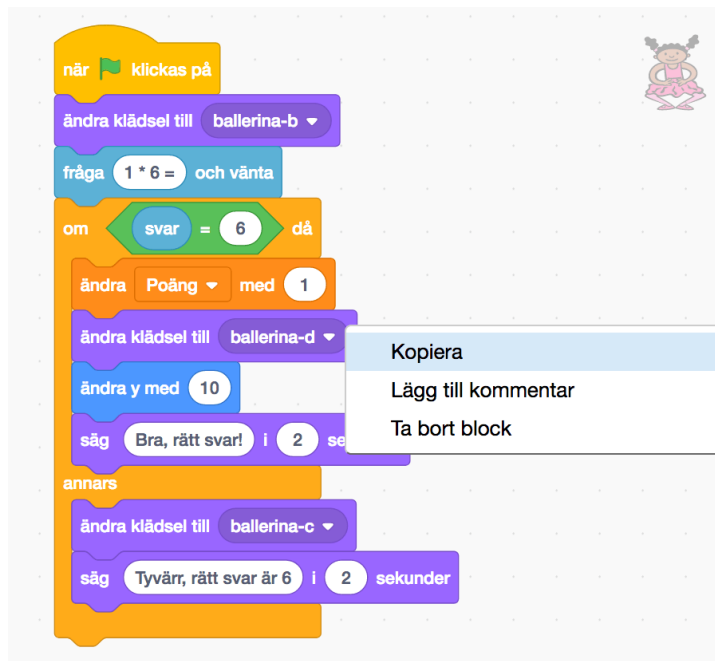 när klickas på
ändra klädsel till ballerina-b
fråga 1 * 6 = och vänta
om svar = 6 då
ändra Poäng med 1
ändra klädsel till ballerina-d
Kopiera
Lägg till kommentar
Ta bort block
ändra y med 10
säg Bra, rätt svar! i 2 se
annars
ändra klädsel till ballerina-c
säg Tyvärr, rätt svar är 6 i 2 sekunder